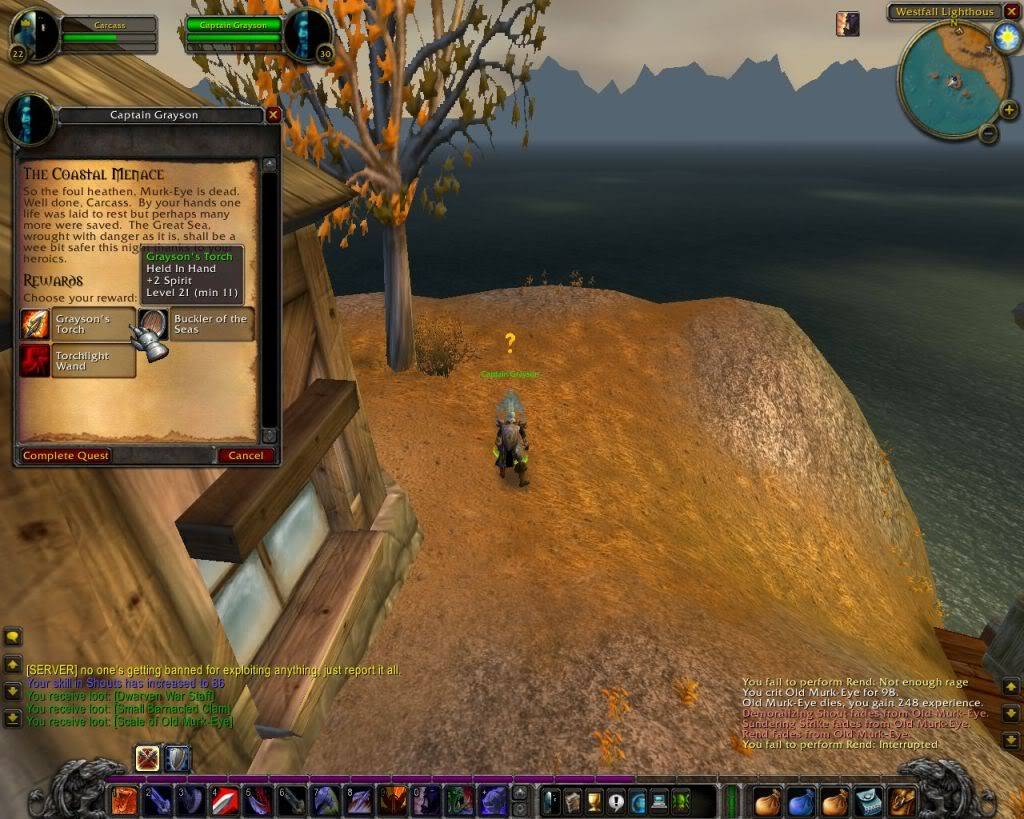 Carcass
22
Captain Grayson
30
Westfall Lighthous
N
Captain Grayson
The Coastal Menace
So the foul heathen, Murk-Eye is dead.
Well done, Carcass. By your hands one
life was laid to rest but perhaps many
more were saved. The Great Sea,
wrought with danger as it is, shall be a
wee bit safer this night thanks to your
heroics.
Grayson's Torch
Held In Hand
+2 Spirit
Level 21 (min 11)
Rewards
Choose your reward:
Grayson's
Torch
Buckler of the
Seas
Torchlight
Wand
Complete Quest
Cancel
Captain Grayson
[SERVER] no one's getting banned for exploiting anything, just report it all.
Your skill in Shouts has increased to 86
You receive loot: [Dwarven War Staff]
You receive loot: [Small Barnacled Clam]
You receive loot: [Scale of Old Murk-Eye]
You fail to perform Rend: Not enough rage
You crit Old Murk-Eye for 98.
Old Murk-Eye dies, you gain 248 experience.
Demoralizing Shout fades from Old Murk-Eye.
Sundering Strike fades from Old Murk-Eye.
Rend fades from Old Murk-Eye.
You fail to perform Rend: Interrupted